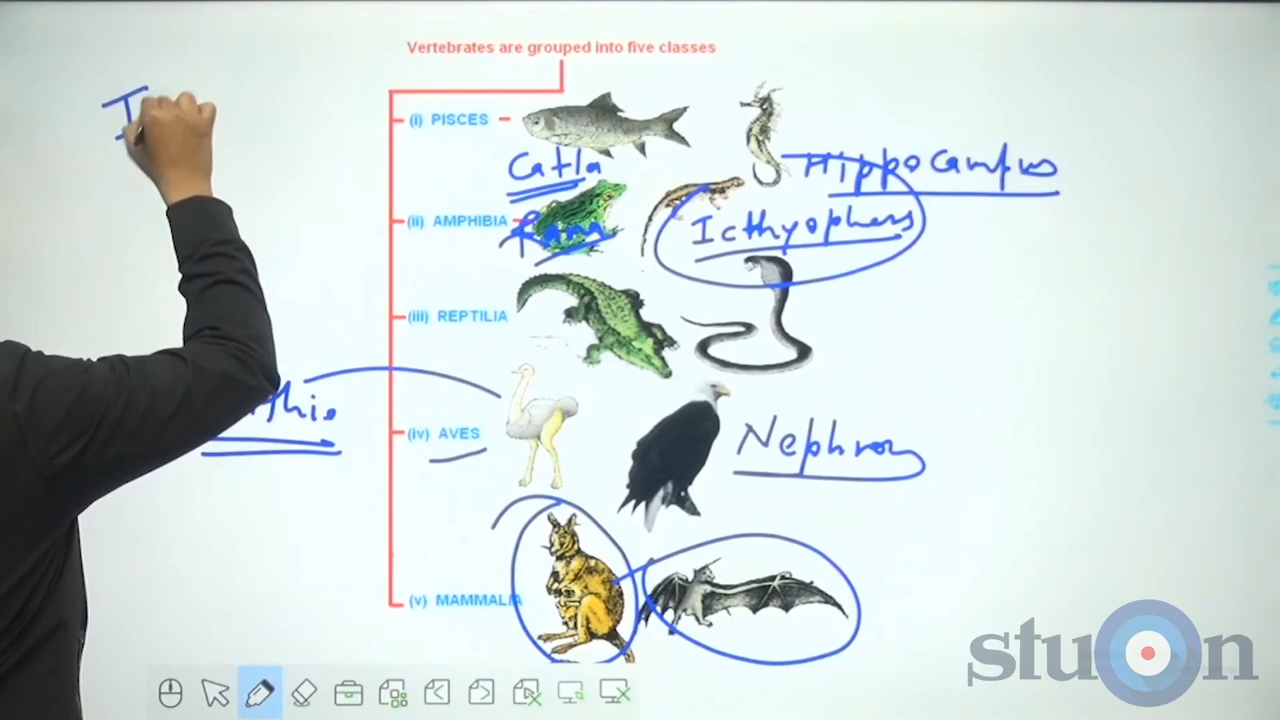 Vertebrates are grouped into five classes
I
(i) PISCES
Catla
Hippocampus
(ii) AMPHIBIA
Rana
Icthyophers
(iii) REPTILIA
(iv) AVES
Nephron
(v) MAMMALIA
stuon